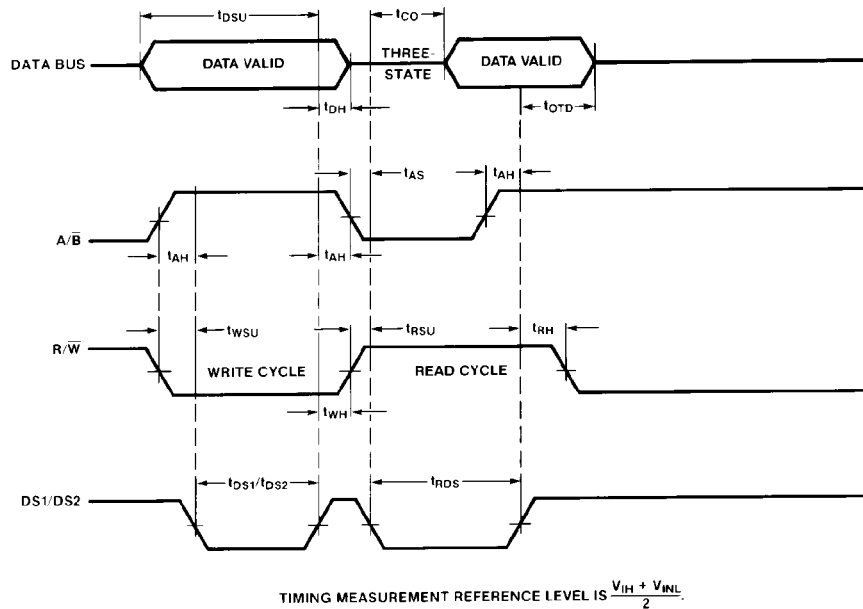 tDSU
tCO
DATA BUS
DATA VALID
THREE-
STATE
DATA VALID
tDH
tOTD
tAS
tAH
A/B̅
tAH
tAH
tWSU
tRSU
tRH
R/W̅
WRITE CYCLE
READ CYCLE
tWH
tDS1/tDS2
tRDS
DS1/DS2
TIMING MEASUREMENT REFERENCE LEVEL IS (VIH + VINL)/2.